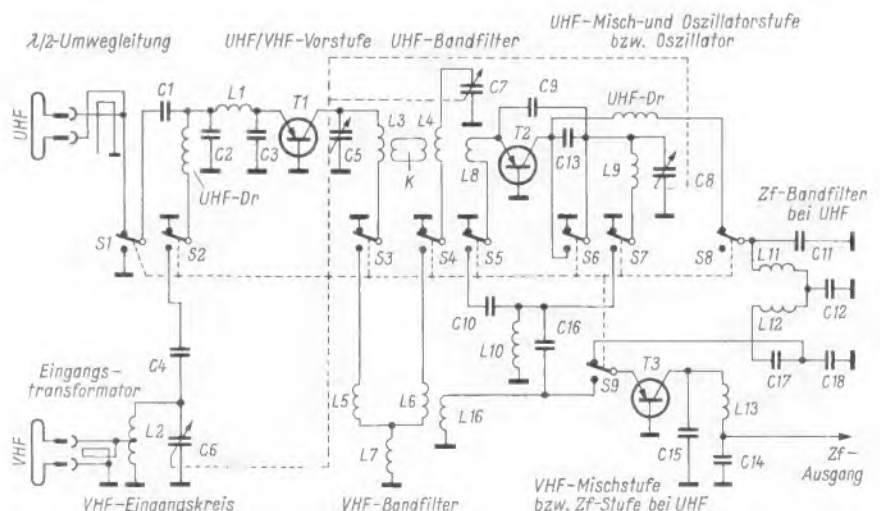 λ/2-Umwegleitung
UHF/VHF-Vorstufe
UHF-Bandfilter
UHF-Misch-und Oszillatorstufe
bzw. Oszillator
UHF
C1
L1
T1
C2
C3
C5
UHF-Dr
L3
L4
K
C7
C9
L8
T2
C13
UHF-Dr
L9
C8
S1
S2
S3
S4
S5
S6
S7
S8
Zf-Bandfilter
bei UHF
C11
L11
C12
L12
C17
C18
C10
L10
C16
S9
T3
C4
Eingangs-
transformator
VHF
L2
C6
L5
L6
L7
L16
C15
L13
C14
Zf-
Ausgang
VHF-Eingangskreis
VHF-Bandfilter
VHF-Mischstufe
bzw. Zf-Stufe bei UHF